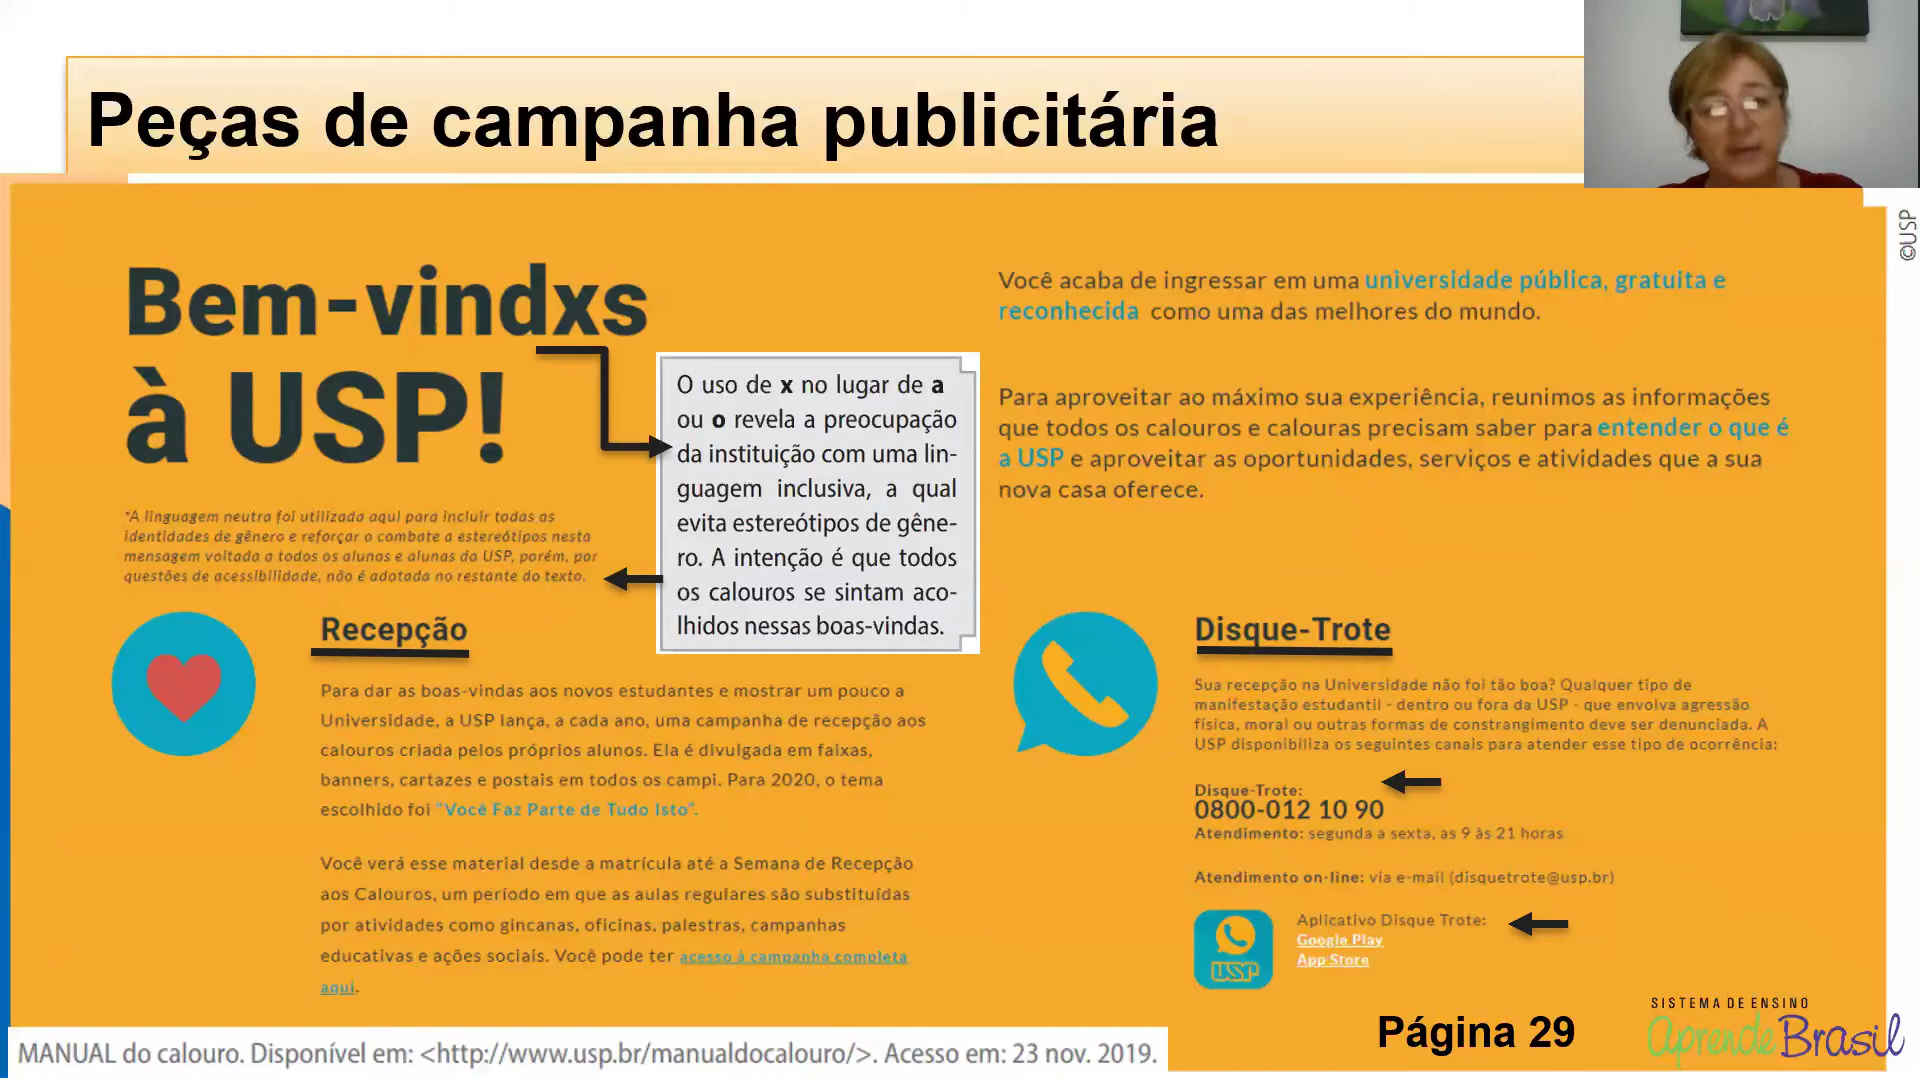 Peças de campanha publicitária
©USP
Bem-vindxs
à USP!
*A linguagem neutra foi utilizada aqui para incluir todas as
identidades de gênero e reforçar o combate a estereótipos nesta
mensagem voltada a todos os alunos e alunas da USP, porém, por
questões de acessibilidade, não é adotada no restante do texto.
O uso de x no lugar de a
ou o revela a preocupação
da instituição com uma lin-
guagem inclusiva, a qual
evita estereótipos de gêne-
ro. A intenção é que todos
os calouros se sintam aco-
lhidos nessas boas-vindas.
Você acaba de ingressar em uma universidade pública, gratuita e
reconhecida como uma das melhores do mundo.
Para aproveitar ao máximo sua experiência, reunimos as informações
que todos os calouros e calouras precisam saber para entender o que é
a USP e aproveitar as oportunidades, serviços e atividades que a sua
nova casa oferece.
Recepção
Para dar as boas-vindas aos novos estudantes e mostrar um pouco a
Universidade, a USP lança, a cada ano, uma campanha de recepção aos
calouros criada pelos próprios alunos. Ela é divulgada em faixas,
banners, cartazes e postais em todos os campi. Para 2020, o tema
escolhido foi "Você Faz Parte de Tudo Isto".
Você verá esse material desde a matrícula até a Semana de Recepção
aos Calouros, um período em que as aulas regulares são substituídas
por atividades como gincanas, oficinas, palestras, campanhas
educativas e ações sociais. Você pode ter acesso à campanha completa
aqui.
Disque-Trote
Sua recepção na Universidade não foi tão boa? Qualquer tipo de
manifestação estudantil - dentro ou fora da USP - que envolva agressão
física, moral ou outras formas de constrangimento deve ser denunciada. A
USP disponibiliza os seguintes canais para atender esse tipo de ocorrência:
Disque-Trote:
0800-012 10 90
Atendimento: segunda a sexta, as 9 às 21 horas
Atendimento on-line: via e-mail (disquetrote@usp.br)
USP
Aplicativo Disque Trote:
Google Play
App Store
MANUAL do calouro. Disponível em: <http://www.usp.br/manualdocalouro/>. Acesso em: 23 nov. 2019.
Página 29
SISTEMA DE ENSINO
aprende Brasil